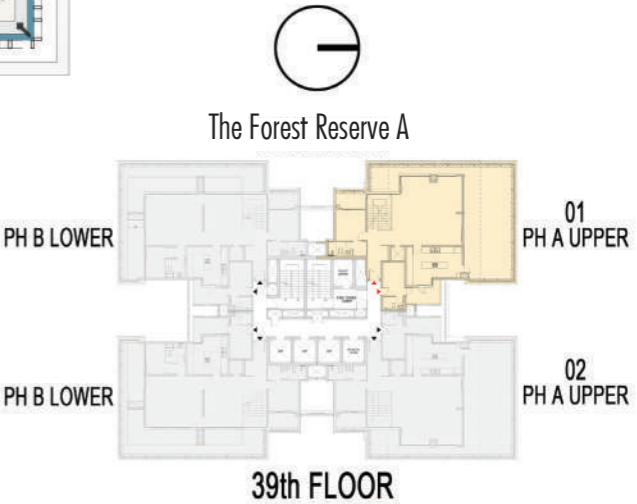 The Forest Reserve A
PH B LOWER
01
PH A UPPER
PH B LOWER
02
PH A UPPER
39th FLOOR